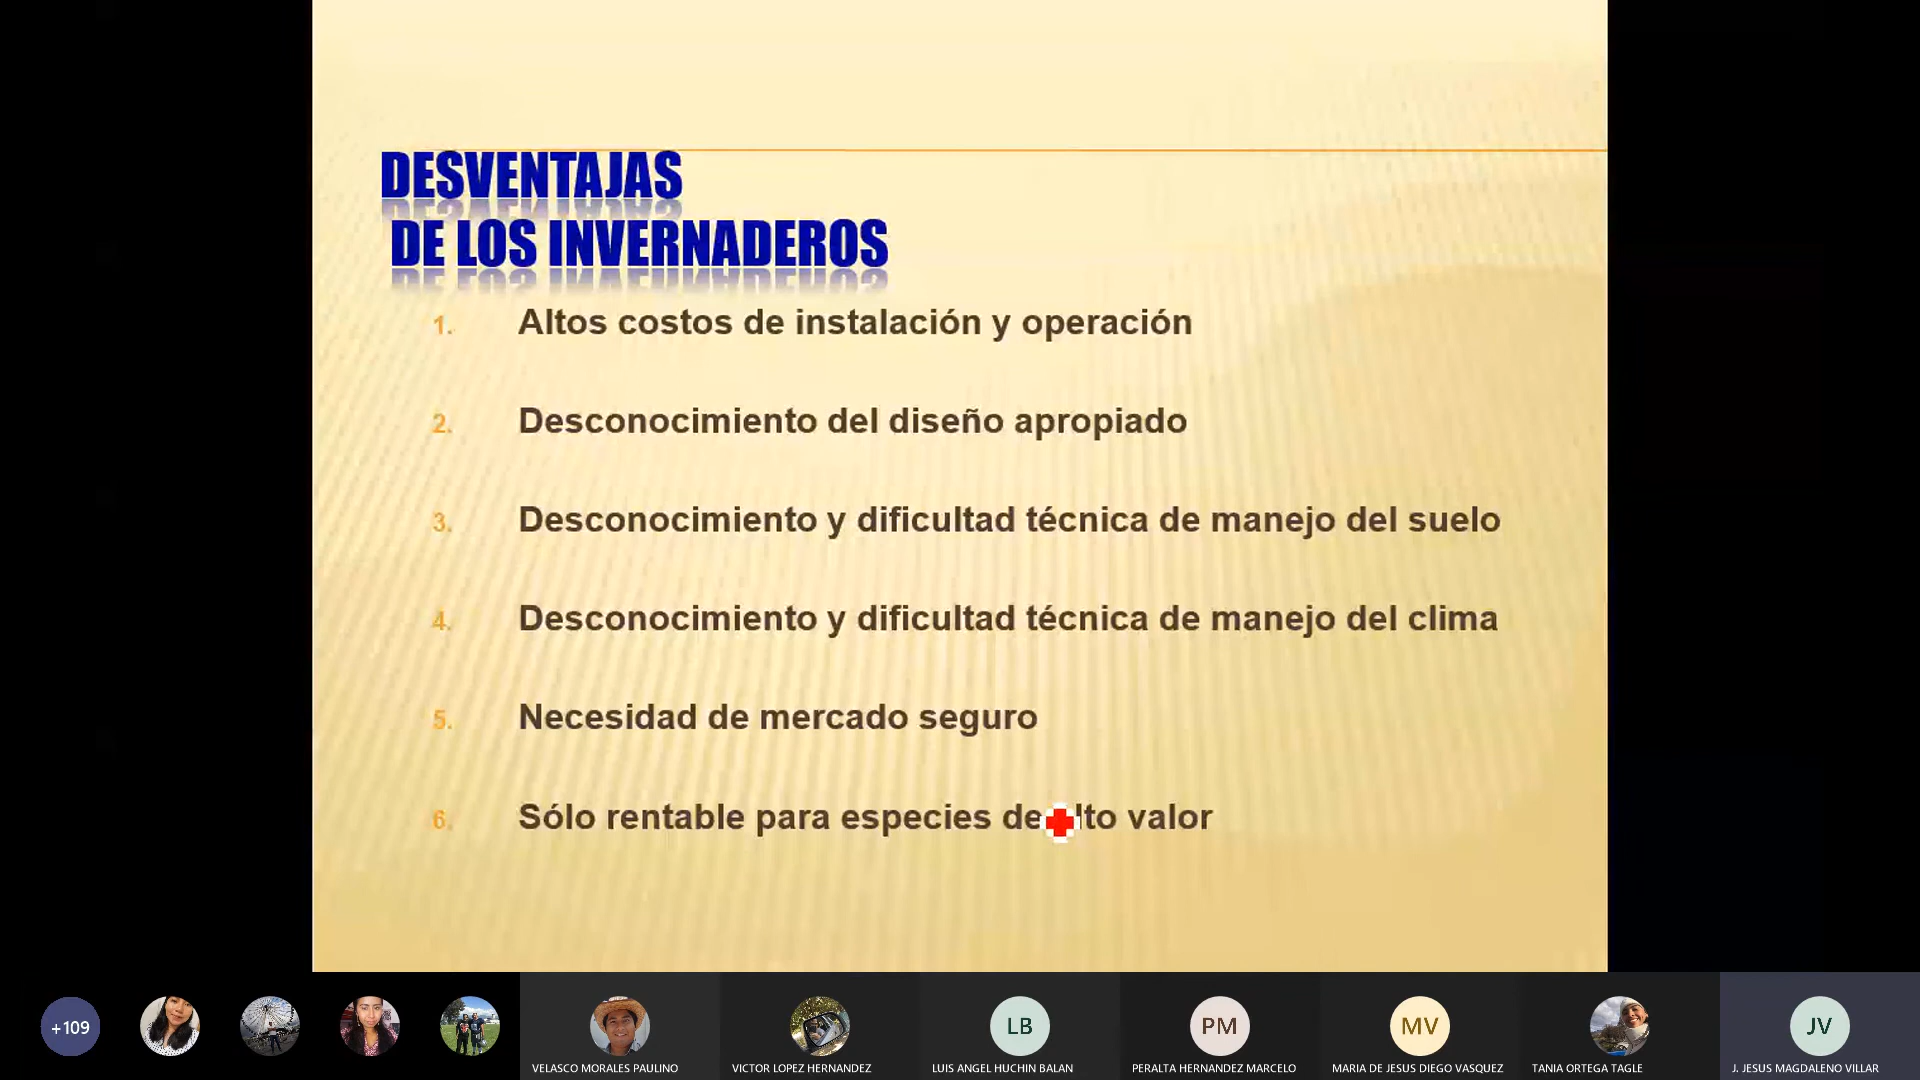 DESVENTAJAS
DE LOS INVERNADEROS
1. Altos costos de instalación y operación
2. Desconocimiento del diseño apropiado
3. Desconocimiento y dificultad técnica de manejo del suelo
4. Desconocimiento y dificultad técnica de manejo del clima
5. Necesidad de mercado seguro
6. Sólo rentable para especies de lto valor
+109
LB
PM
MV
JV
VELASCO MORALES PAULINO
VICTOR LOPEZ HERNANDEZ
LUIS ANGEL HUCHIN BALAN
PERALTA HERNANDEZ MARCELO
MARIA DE JESUS DIEGO VASQUEZ
TANIA ORTEGA TAGLE
J. JESUS MAGDALENO VILLAR